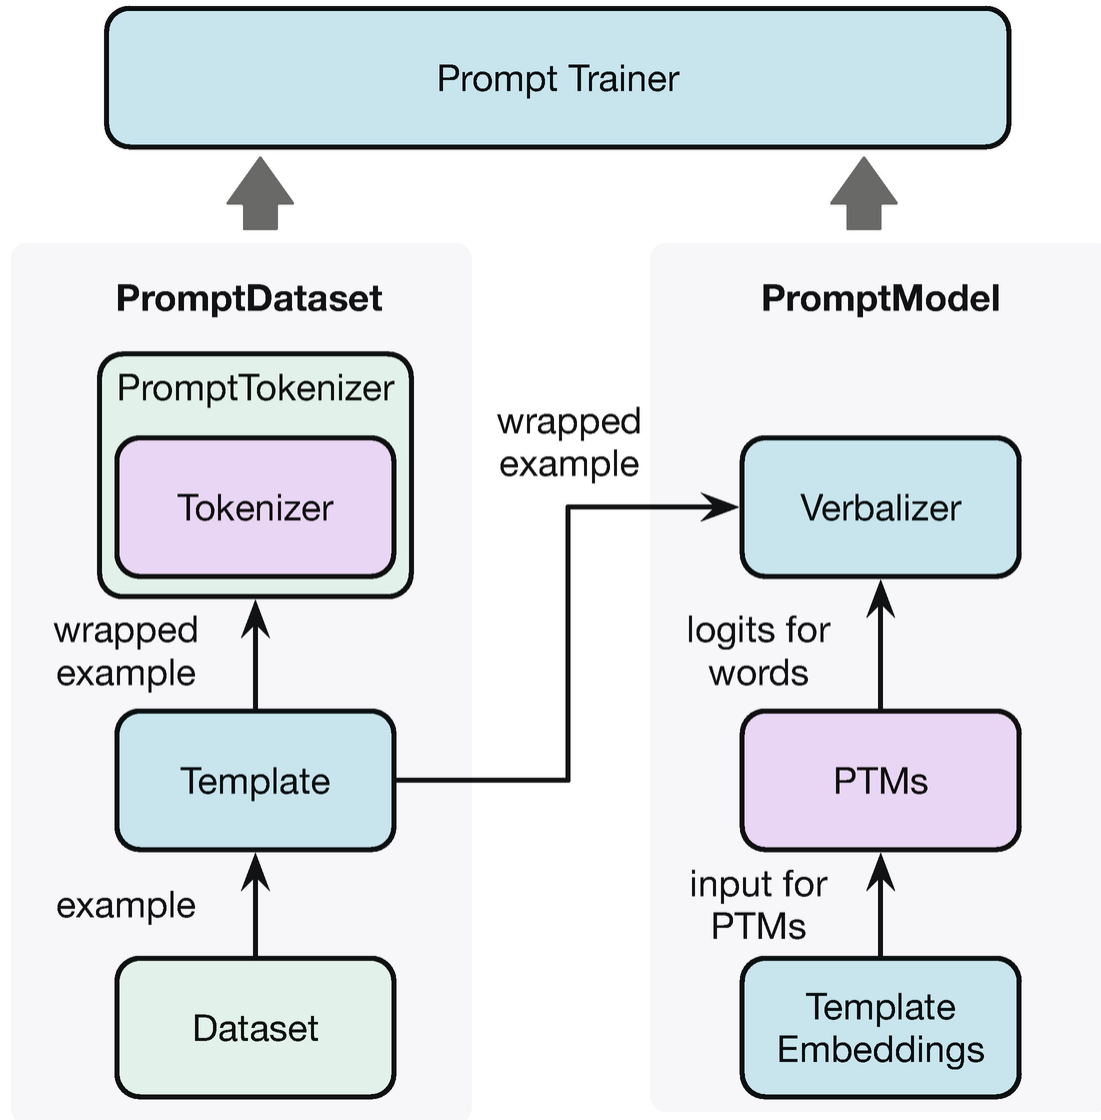 Prompt Trainer
PromptDataset
PromptTokenizer
Tokenizer
wrapped
example
Template
example
Dataset
wrapped
example
PromptModel
Verbalizer
logits for
words
PTMs
input for
PTMs
Template
Embeddings